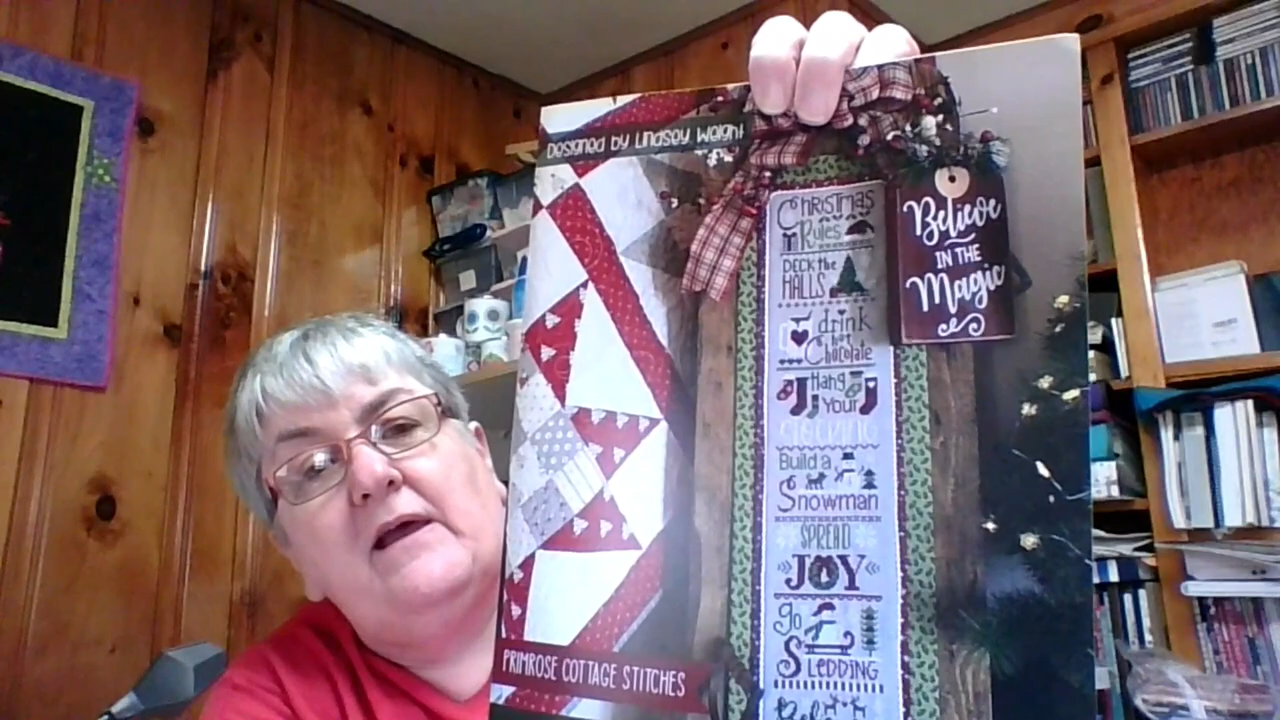 Designed by Lindsey Weight
Christmas
Rules
DECK the
HALLS
drink
hot
Chocolate
Hang
Your
Stocking
Build a
Snowman
SPREAD
JOY
go
SLEDDING
Believe
IN THE
Magic
PRIMROSE COTTAGE STITCHES